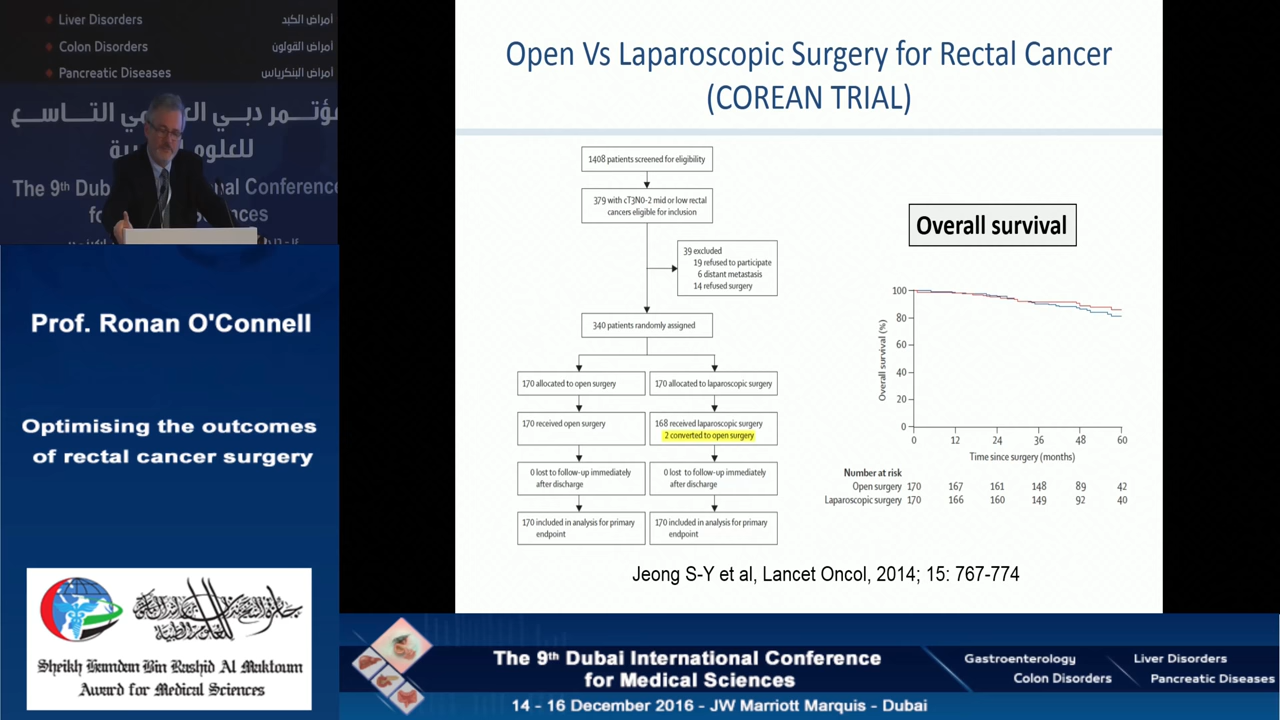 Liver Disorders
أمراض الكبد
Colon Disorders
أمراض القولون
Pancreatic Diseases
أمراض البنكرياس
للعلوم
The 9th
Conference
Prof. Ronan O'Connell
Optimising the outcomes
of rectal cancer surgery
Sheikh Hamdan Bin Rashid Al Maktoum
Award for Medical Sciences
Open Vs Laparoscopic Surgery for Rectal Cancer
(COREAN TRIAL)
1408 patients screened for eligibility
379 with cT3N0-2 mid or low rectal
cancers eligible for inclusion
39 excluded
19 refused to participate
6 distant metastasis
14 refused surgery
340 patients randomly assigned
170 allocated to open surgery
170 allocated to laparoscopic surgery
170 received open surgery
168 received laparoscopic surgery
2 converted to open surgery
0 lost to follow-up immediately
after discharge
0 lost to follow-up immediately
after discharge
170 included in analysis for primary
endpoint
170 included in analysis for primary
endpoint
Overall survival
Overall survival (%)
100
80
60
40
20
0
0 12 24 36 48 60
Time since surgery (months)
Number at risk
Open surgery 170 167 161 148 89 42
Laparoscopic surgery 170 166 160 149 92 40
Jeong S-Y et al, Lancet Oncol, 2014; 15: 767-774
The 9th Dubai International Conference
for Medical Sciences
14 - 16 December 2016 - JW Marriott Marquis - Dubai
Gastroenterology
Liver Disorders
Colon Disorders
Pancreatic Diseases